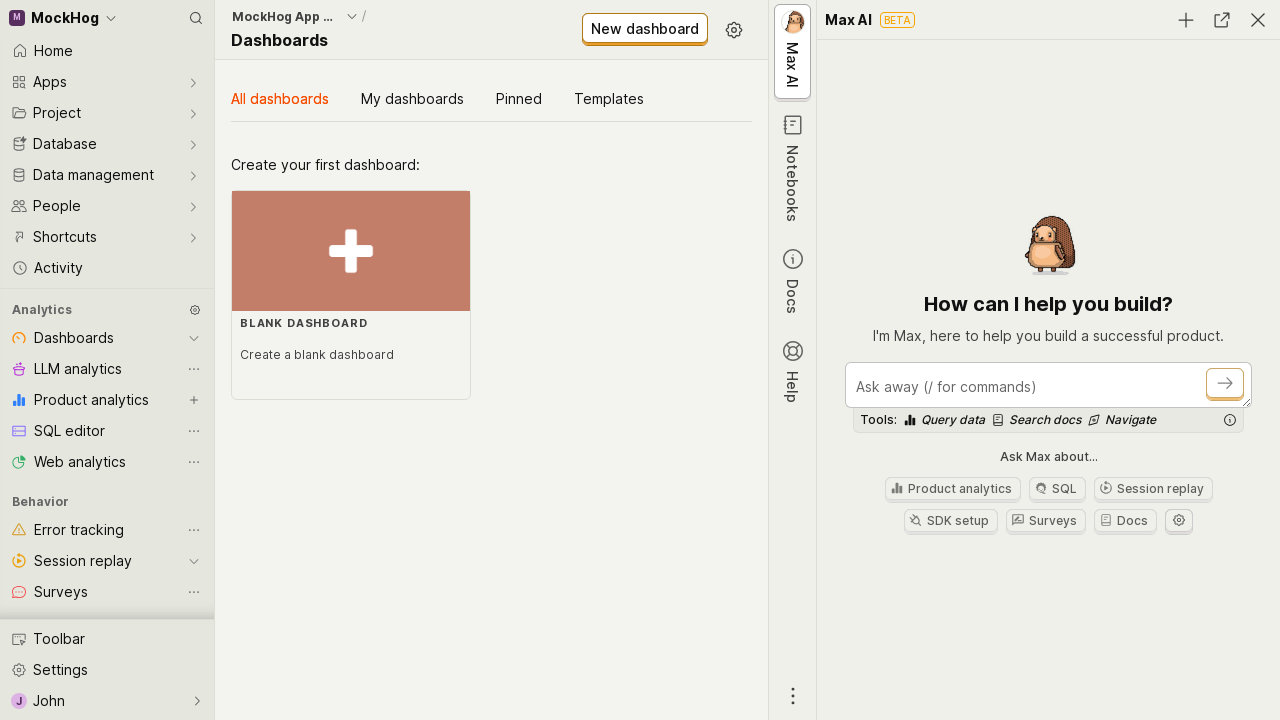 M MockHog
Home
Apps
Project
Database
Data management
People
Shortcuts
Activity
Analytics
Dashboards
LLM analytics
Product analytics
SQL editor
Web analytics
Behavior
Error tracking
Session replay
Surveys
Toolbar
Settings
J John
MockHog App ... /
Dashboards
New dashboard
All dashboards My dashboards Pinned Templates
Create your first dashboard:
BLANK DASHBOARD
Create a blank dashboard
Max AI
Notebooks
Docs
Help
Max AI BETA
How can I help you build?
I'm Max, here to help you build a successful product.
Ask away (/ for commands)
Tools: Query data Search docs Navigate
Ask Max about...
Product analytics SQL Session replay
SDK setup Surveys Docs